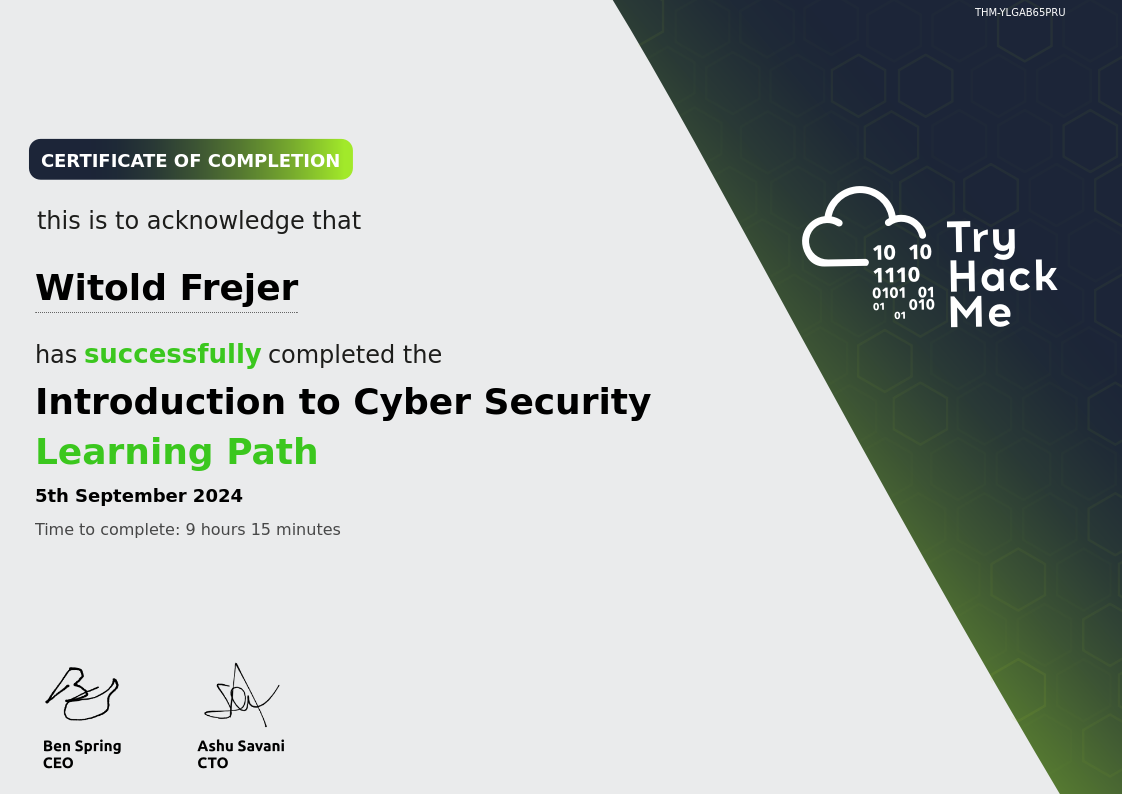 THM-YLGAB65PRU
CERTIFICATE OF COMPLETION
this is to acknowledge that
Witold Frejer
has successfully completed the
Introduction to Cyber Security
Learning Path
5th September 2024
Time to complete: 9 hours 15 minutes
10 10
1110
0101 01
01 010
01
Try
Hack
Me
Ben Spring
CEO
Ashu Savani
CTO